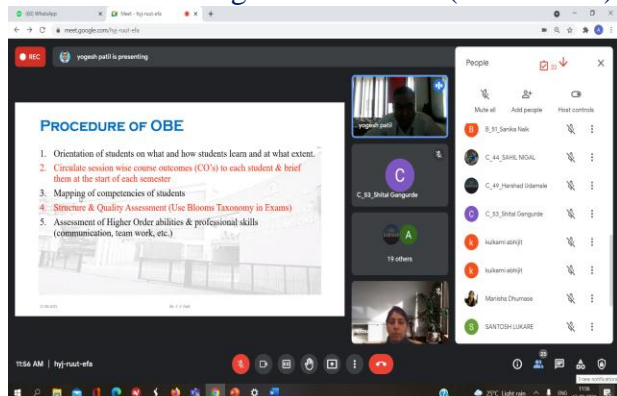 (60) WhatsApp
Meet - hyj-ruut-efa
meet.google.com/hyj-ruut-efa
REC
yogesh patil is presenting
People
Mute all
Add people
Host controls
PROCEDURE OF OBE
1. Orientation of students on what and how students learn and at what extent.
2. Circulate session wise course outcomes (CO's) to each student & brief
them at the start of each semester
3. Mapping of competencies of students
4. Structure & Quality Assessment (Use Blooms Taxonomy in Exams)
5. Assessment of Higher Order abilities & professional skills
(communication, team work, etc.)
yogesh patil
C
C_53_Shital Gangurde
A
19 others
B
B_51_Sanika Naik
C_44_SAHIL NIGAL
C_49_Harshad Udamale
C
C_53_Shital Gangurde
k
kulkarni abhijit
k
kulkarni abhijit
Manisha Dhumase
S
SANTOSH LUKARE
11:56 AM | hyj-ruut-efa
25
25°C Light rain
ENG
11:56